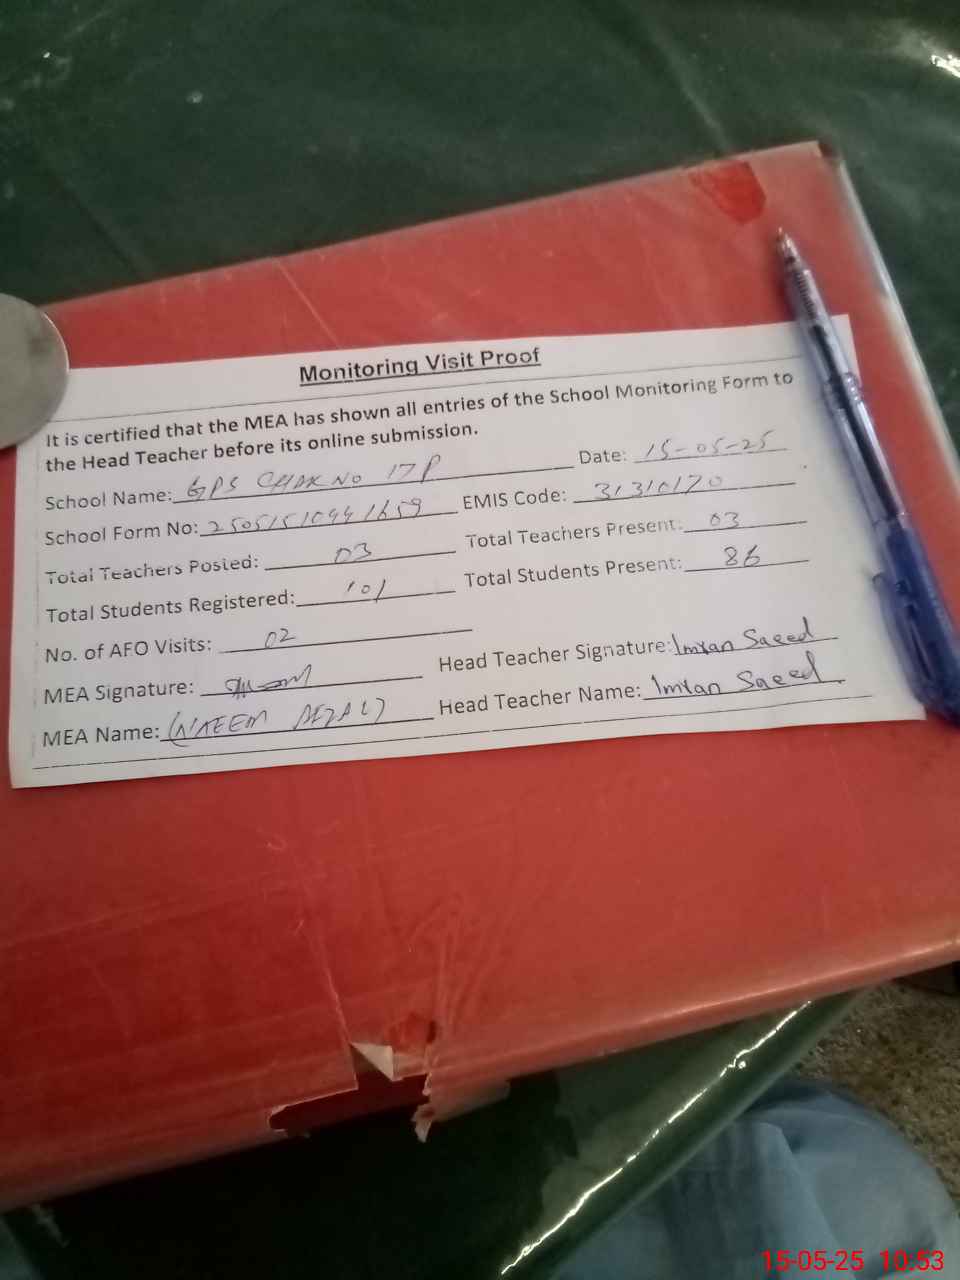 Monitoring Visit Proof
It is certified that the MEA has shown all entries of the School Monitoring Form to
the Head Teacher before its online submission.
School Name: GPS CHAK NO 17P Date: 15-05-25
School Form No: 2505151044 1659 EMIS Code: 31310170
Total Teachers Posted: 03 Total Teachers Present: 03
Total Students Registered: 101 Total Students Present: 86
No. of AFO Visits: 02
MEA Signature: Head Teacher Signature: Imran Saeed
MEA Name: (NAEEM AFZAL) Head Teacher Name: Imran Saeed
15-05-25 10:53